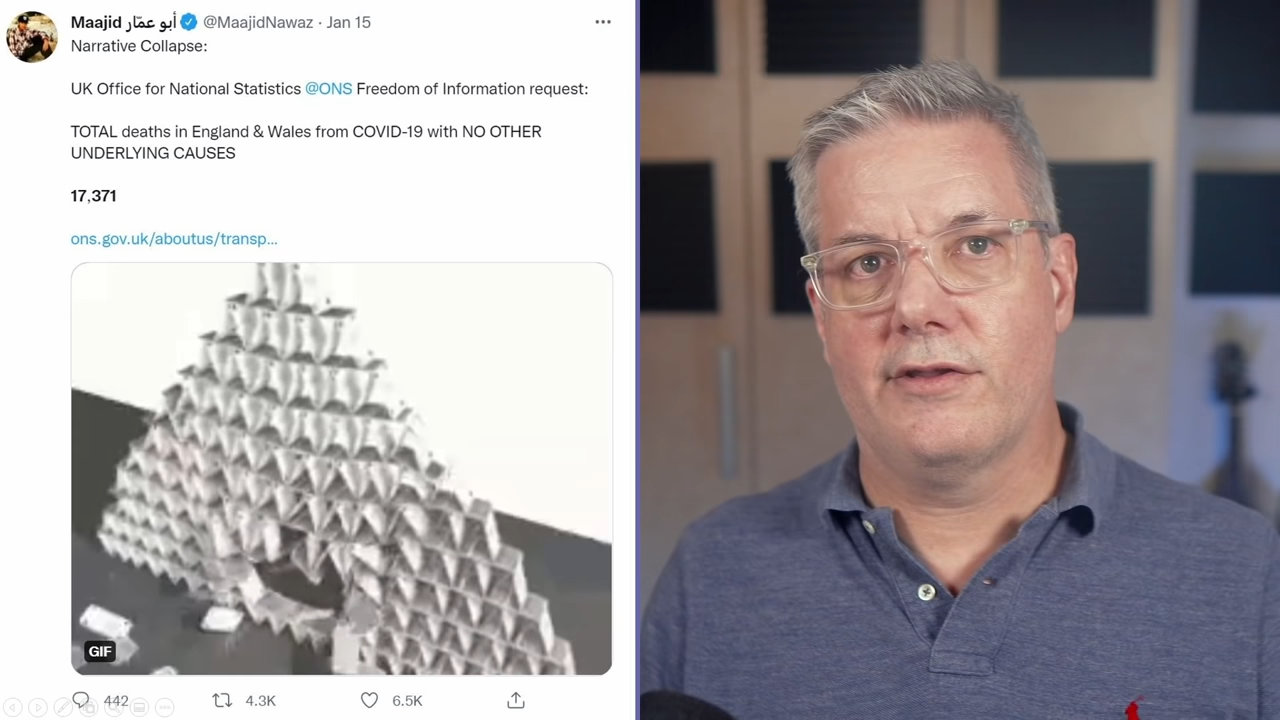 Maajid أبو عمّار @MaajidNawaz · Jan 15
Narrative Collapse:
UK Office for National Statistics @ONS Freedom of Information request:
TOTAL deaths in England & Wales from COVID-19 with NO OTHER
UNDERLYING CAUSES
17,371
ons.gov.uk/aboutus/transp...
GIF
442
4.3K
6.5K